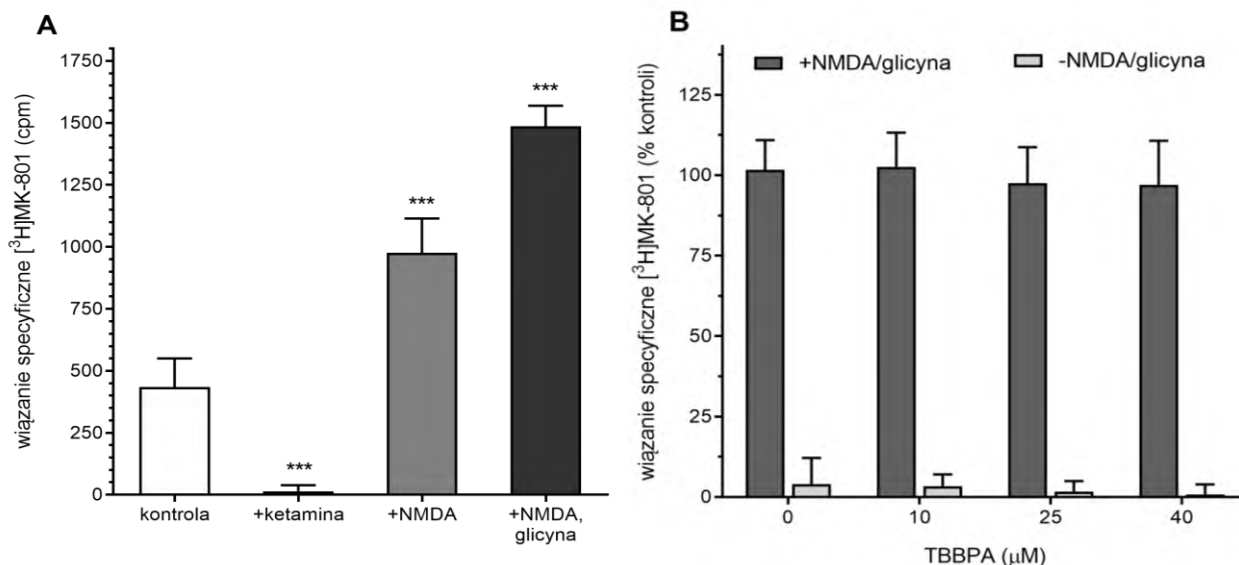 A
wiązanie specyficzne [³H]MK-801 (cpm)
1750
1500
1250
1000
750
500
250
0
***
***
***
kontrola
+ketamina
+NMDA
+NMDA,
glicyna
B
+NMDA/glicyna
-NMDA/glicyna
wiązanie specyficzne [³H]MK-801 (% kontroli)
125
100
75
50
25
0
0
10
25
40
TBBPA (μM)